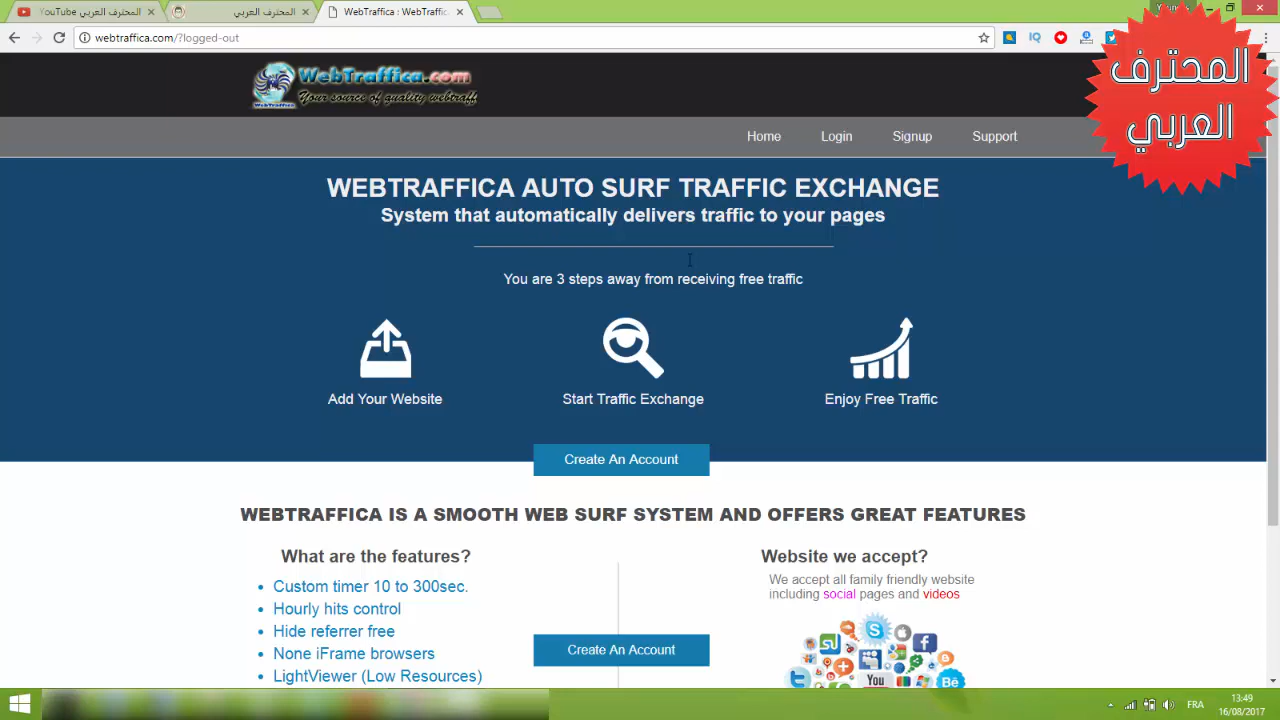 المحترف العربي YouTube
المحترف العربي
WebTraffica : WebTraffic
webtraffica.com/?logged-out
المحترف
العربي
WebTraffica.com
Your source of quality webtraff
WebTraffica
Home
Login
Signup
Support
WEBTRAFFICA AUTO SURF TRAFFIC EXCHANGE
System that automatically delivers traffic to your pages
You are 3 steps away from receiving free traffic
Add Your Website
Start Traffic Exchange
Enjoy Free Traffic
Create An Account
WEBTRAFFICA IS A SMOOTH WEB SURF SYSTEM AND OFFERS GREAT FEATURES
What are the features?
Custom timer 10 to 300sec.
Hourly hits control
Hide referrer free
None iFrame browsers
LightViewer (Low Resources)
Create An Account
Website we accept?
We accept all family friendly website
including social pages and videos
You
Bē
FRA
13:49
16/08/2017